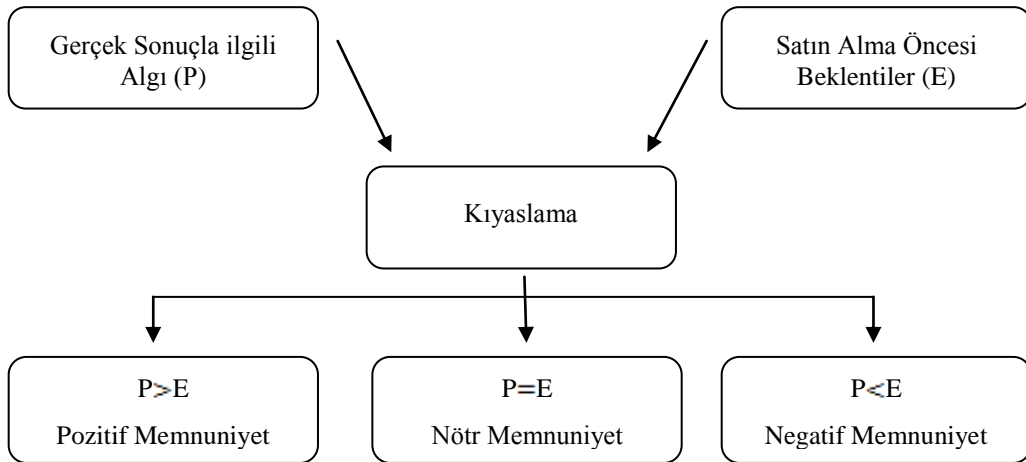 Gerçek Sonuçla ilgili
Algı (P)
Satın Alma Öncesi
Beklentiler (E)
Kıyaslama
P>E
Pozitif Memnuniyet
P=E
Nötr Memnuniyet
P<E
Negatif Memnuniyet